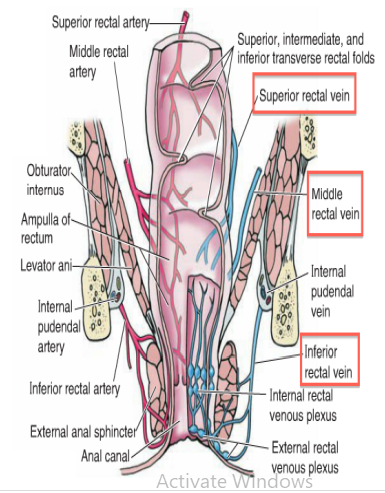 Superior rectal artery
Middle rectal
artery
Superior, intermediate, and
inferior transverse rectal folds
Superior rectal vein
Obturator
internus
Middle
rectal vein
Ampulla of
rectum
Levator ani
Internal
pudendal
artery
Internal
pudendal
vein
Inferior
rectal vein
Inferior rectal artery
Internal rectal
venous plexus
External anal sphincter
Anal canal
External rectal
venous plexus
Activate Windows